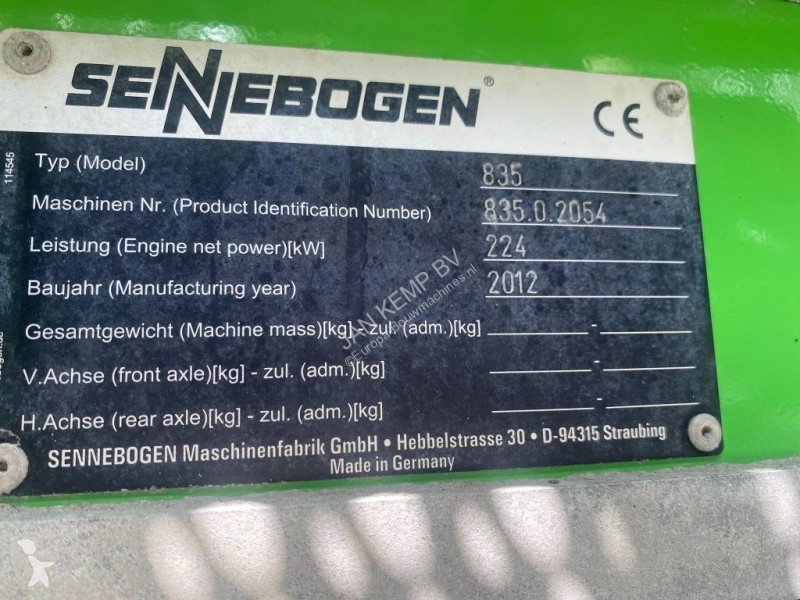 SENNEBOGEN®
CE
114545
Typ (Model) 835
Maschinen Nr. (Product Identification Number) 835.0.2054
Leistung (Engine net power)[kW] 224
Baujahr (Manufacturing year) 2012
Gesamtgewicht (Machine mass)[kg] - zul. (adm.)[kg] -
V.Achse (front axle)[kg] - zul. (adm.)[kg] -
H.Achse (rear axle)[kg] - zul. (adm.)[kg] -
SENNEBOGEN Maschinenfabrik GmbH • Hebbelstrasse 30 • D-94315 Straubing
Made in Germany
JAN KEMP BV
©Europa-bouwmachines.nl